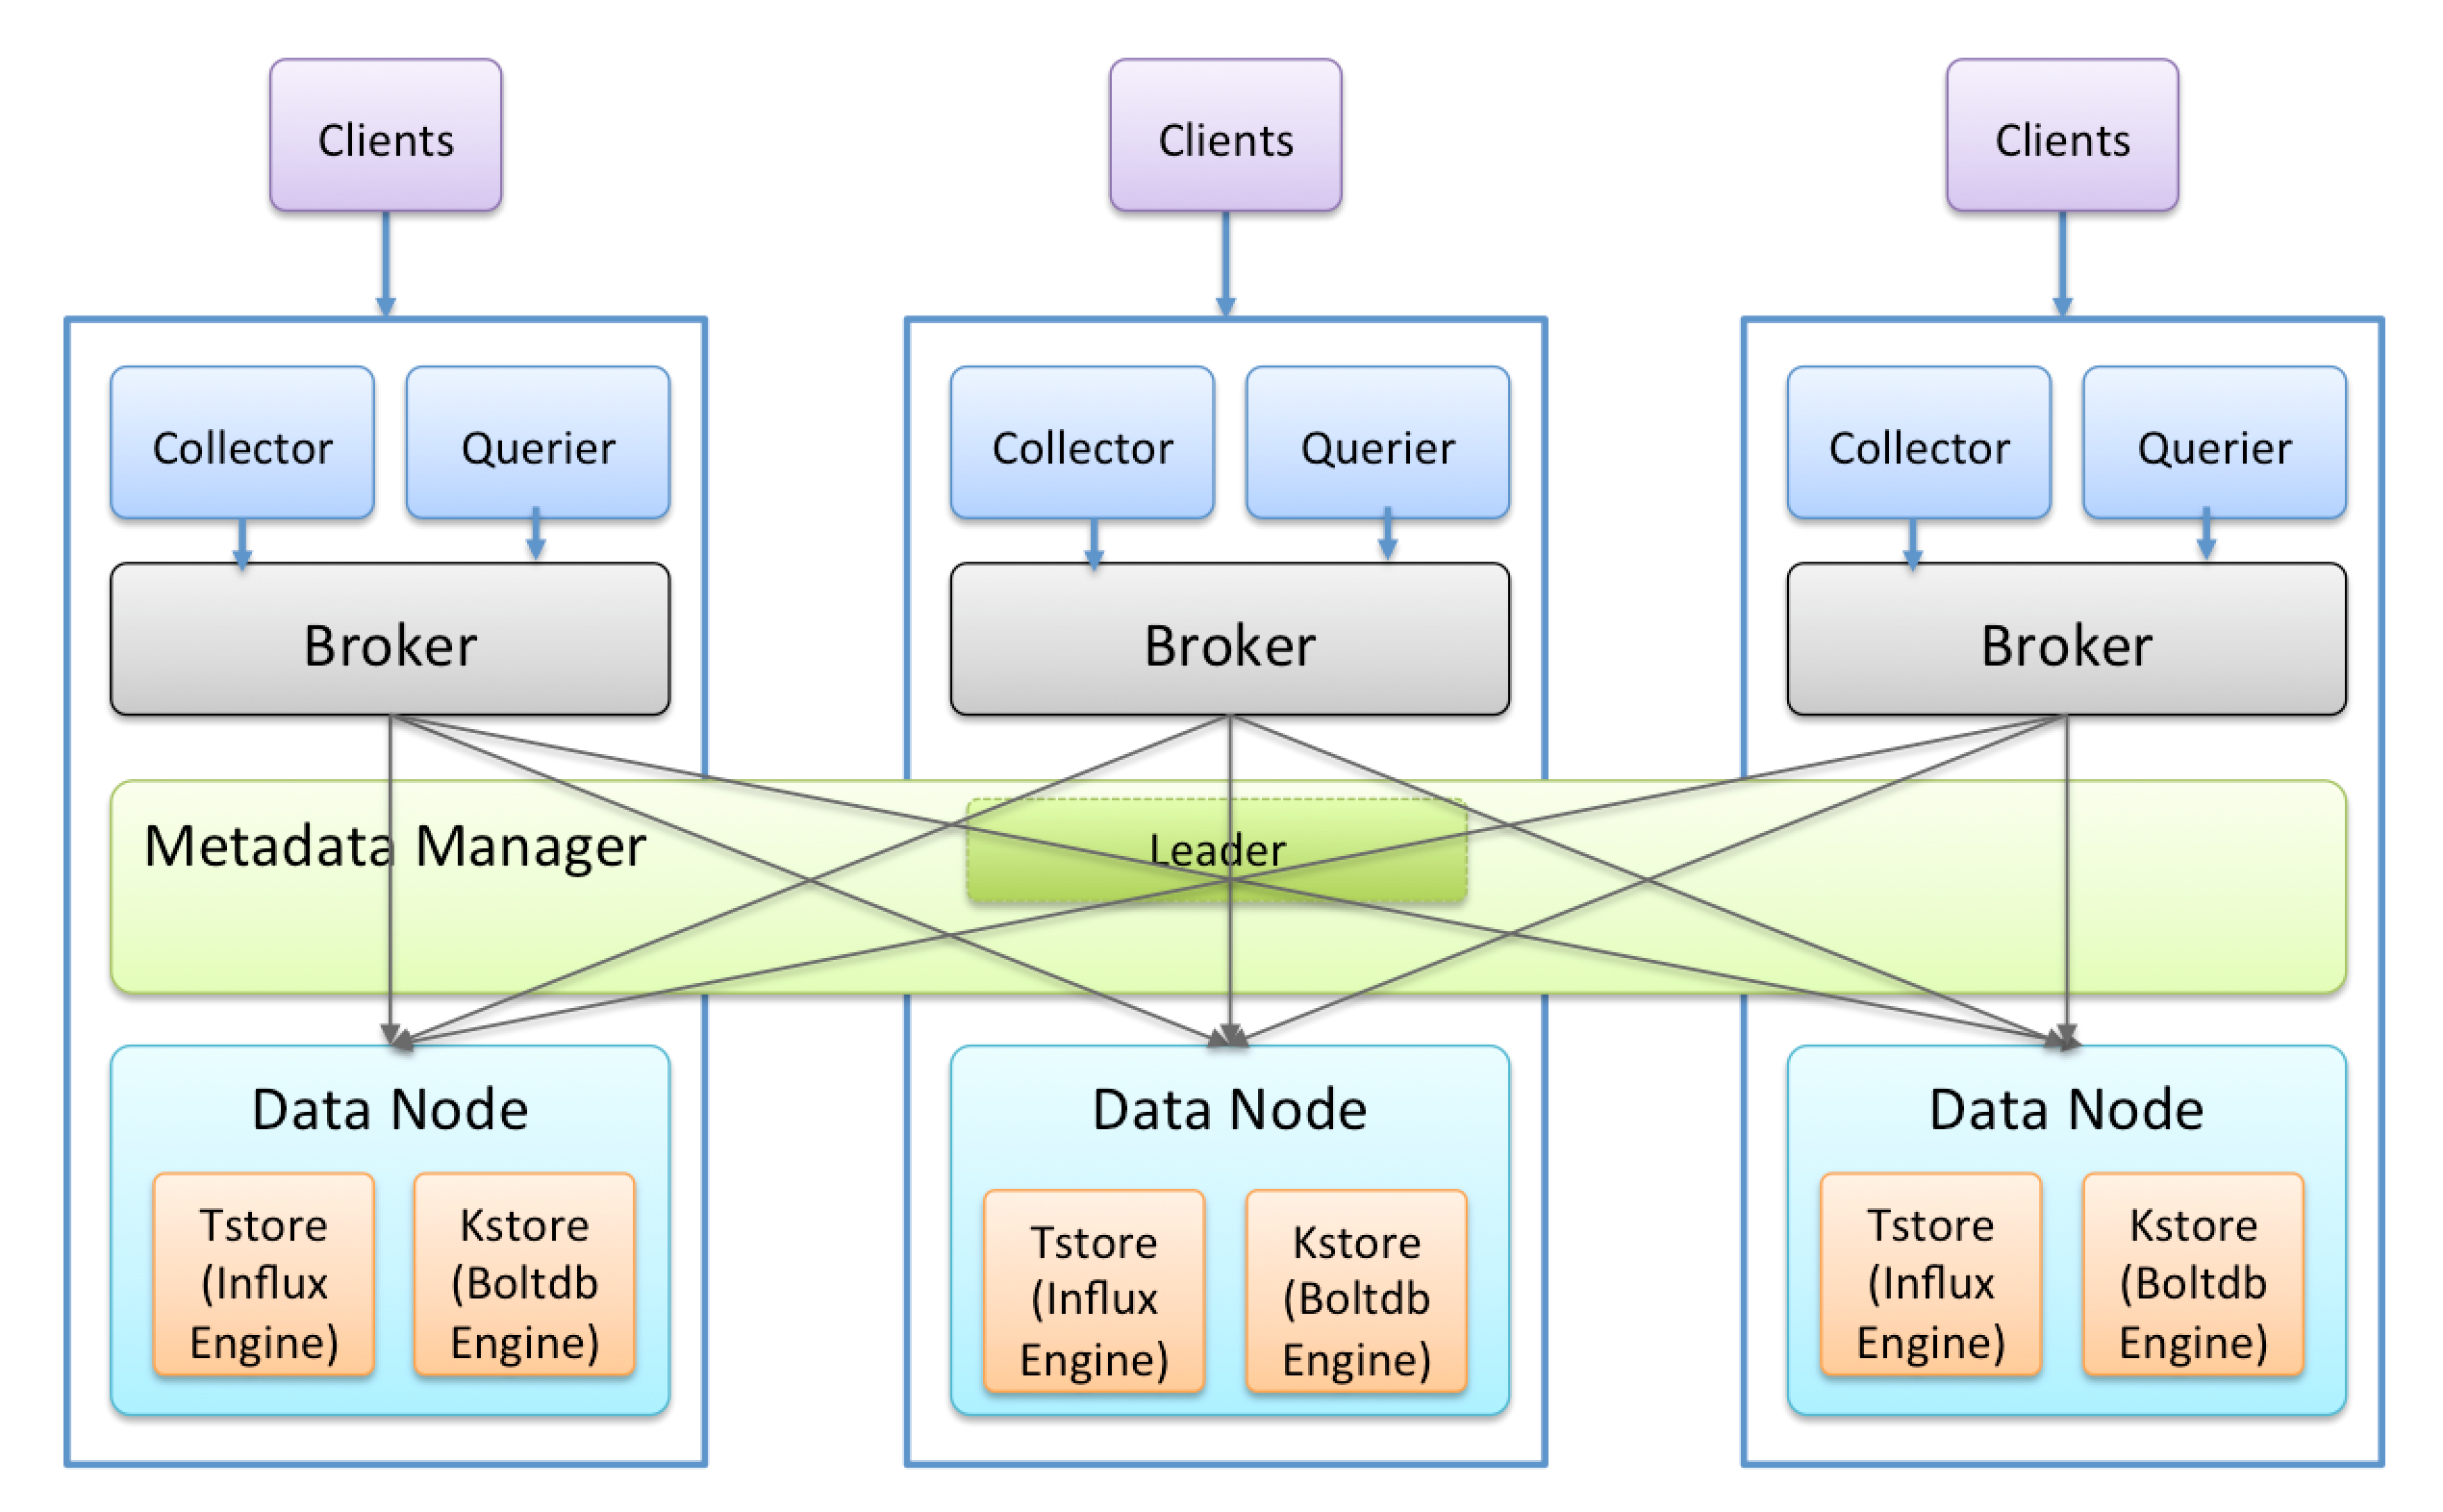 Clients
Clients
Clients
Collector
Querier
Collector
Querier
Collector
Querier
Broker
Broker
Broker
Metadata Manager
Leader
Data Node
Data Node
Data Node
Tstore
(Influx
Engine)
Kstore
(Boltdb
Engine)
Tstore
(Influx
Engine)
Kstore
(Boltdb
Engine)
Tstore
(Influx
Engine)
Kstore
(Boltdb
Engine)